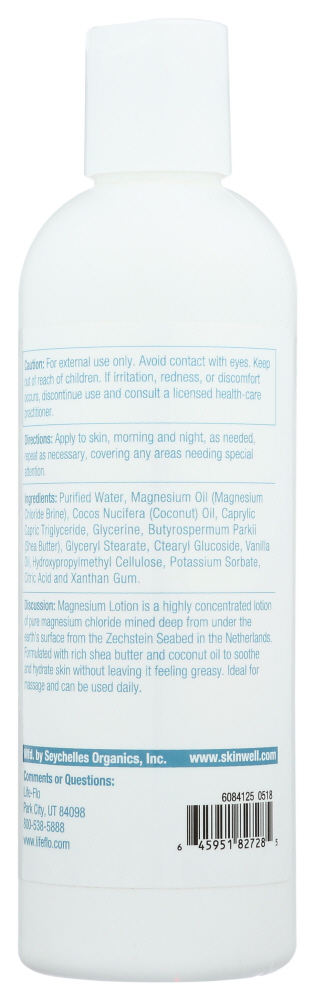 Caution: For external use only. Avoid contact with eyes. Keep
out of reach of children. If irritation, redness, or discomfort
occurs, discontinue use and consult a licensed health-care
practitioner.
Directions: Apply to skin, morning and night, as needed,
repeat as necessary, covering any areas needing special
attention.
Ingredients: Purified Water, Magnesium Oil (Magnesium
Chloride Brine), Cocos Nucifera (Coconut) Oil, Caprylic
Capric Triglyceride, Glycerine, Butyrospermum Parkii
(Shea Butter), Glyceryl Stearate, Ctearyl Glucoside, Vanilla
Oil, Hydroxypropylmethyl Cellulose, Potassium Sorbate,
Citric Acid and Xanthan Gum.
Discussion: Magnesium Lotion is a highly concentrated lotion
of pure magnesium chloride mined deep from under the
earth's surface from the Zechstein Seabed in the Netherlands.
Formulated with rich shea butter and coconut oil to soothe
and hydrate skin without leaving it feeling greasy. Ideal for
massage and can be used daily.
Mfd. by Seychelles Organics, Inc. www.skinwell.com
Comments or Questions:
Life-Flo
Park City, UT 84098
800-538-5888
www.lifeflo.com
6084125 0518
6 45951 82728 5